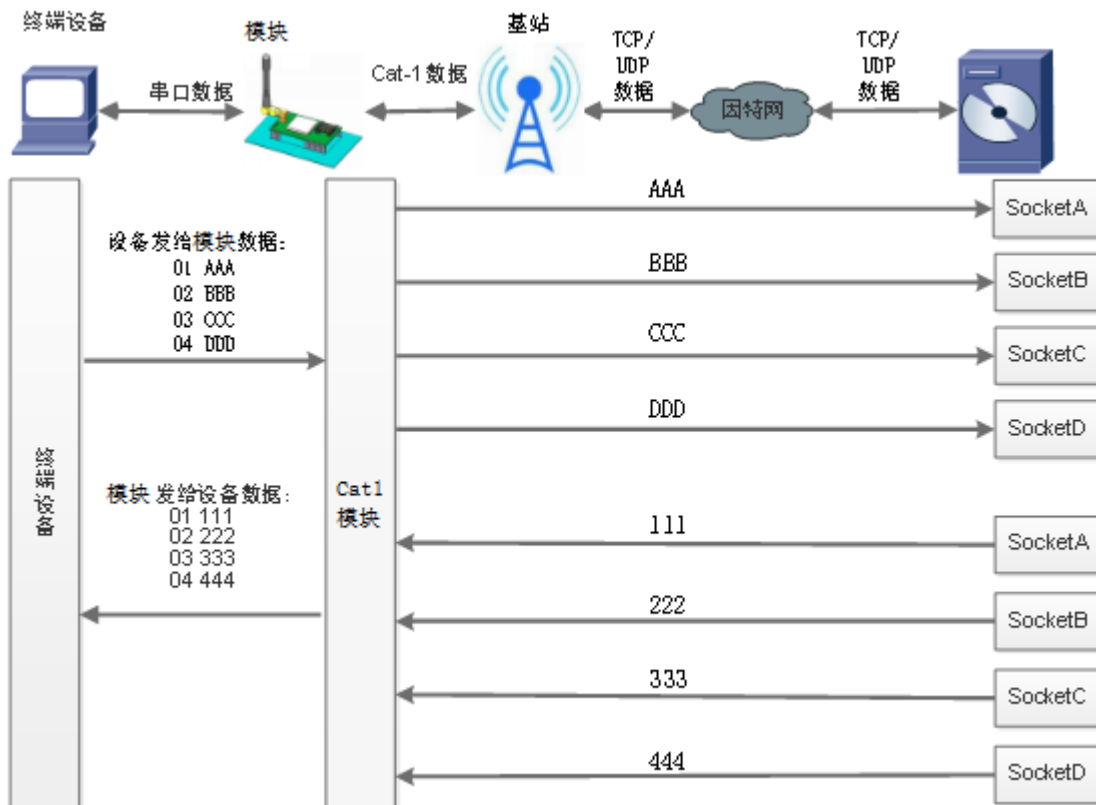 终端设备
模块
基站
TCP/
UDP
数据
TCP/
UDP
数据
串口数据
Cat-1 数据
因特网
设备发给模块数据:
01 AAA
02 BBB
03 CCC
04 DDD
模块 发给设备数据:
01 111
02 222
03 333
04 444
Cat1
模块
AAA
SocketA
BBB
SocketB
CCC
SocketC
DDD
SocketD
111
SocketA
222
SocketB
333
SocketC
444
SocketD